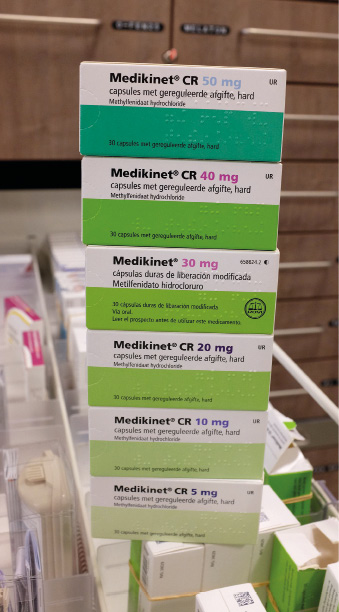 DIVERSE
MELATON
Medikinet® CR 50 mg
UR
capsules met gereguleerde afgifte, hard
Methylfenidaat hydrochloride
30 capsules met gereguleerde afgifte, hard
Medikinet® CR 40 mg
UR
capsules met gereguleerde afgifte, hard
Methylfenidaat hydrochloride
30 capsules met gereguleerde afgifte, hard
Medikinet® 30 mg
658624.2
cápsulas duras de liberación modificada
Metilfenidato hidrocloruro
30 cápsulas duras de liberación modificada
Vía oral
Leer el prospecto antes de utilizar este medicamento.
Medikinet® CR 20 mg
UR
capsules met gereguleerde afgifte, hard
Methylfenidaat hydrochloride
30 capsules met gereguleerde afgifte, hard
Medikinet® CR 10 mg
UR
capsules met gereguleerde afgifte, hard
Methylfenidaat hydrochloride
30 capsules met gereguleerde afgifte, hard
Medikinet® CR 5 mg
UR
capsules met gereguleerde afgifte, hard
Methylfenidaat hydrochloride
30 capsules met gereguleerde afgifte, hard